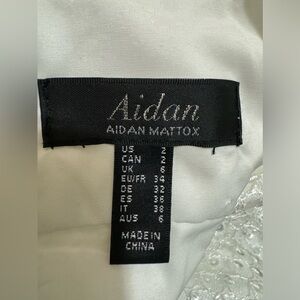 Aidan
AIDAN MATTOX
US 2
CAN 2
UK 6
EU/FR 34
DE 32
ES 36
IT 38
AUS 6
MADE IN
CHINA